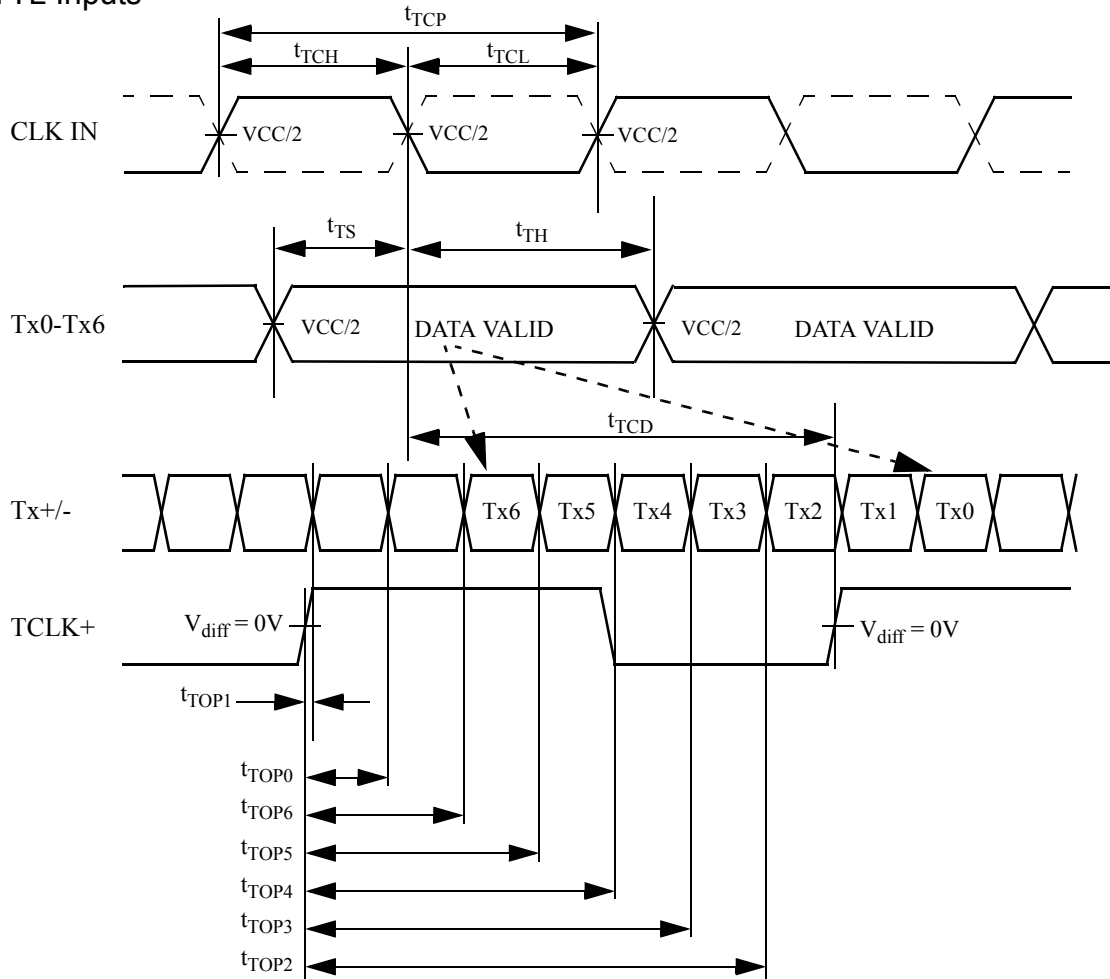 Inputs
tTCP
tTCH
tTCL
CLK IN
VCC/2
VCC/2
VCC/2
tTS
tTH
Tx0-Tx6
VCC/2
DATA VALID
VCC/2
DATA VALID
tTCD
Tx+/-
Tx6
Tx5
Tx4
Tx3
Tx2
Tx1
Tx0
TCLK+
Vdiff = 0V
Vdiff = 0V
tTOP1
tTOP0
tTOP6
tTOP5
tTOP4
tTOP3
tTOP2